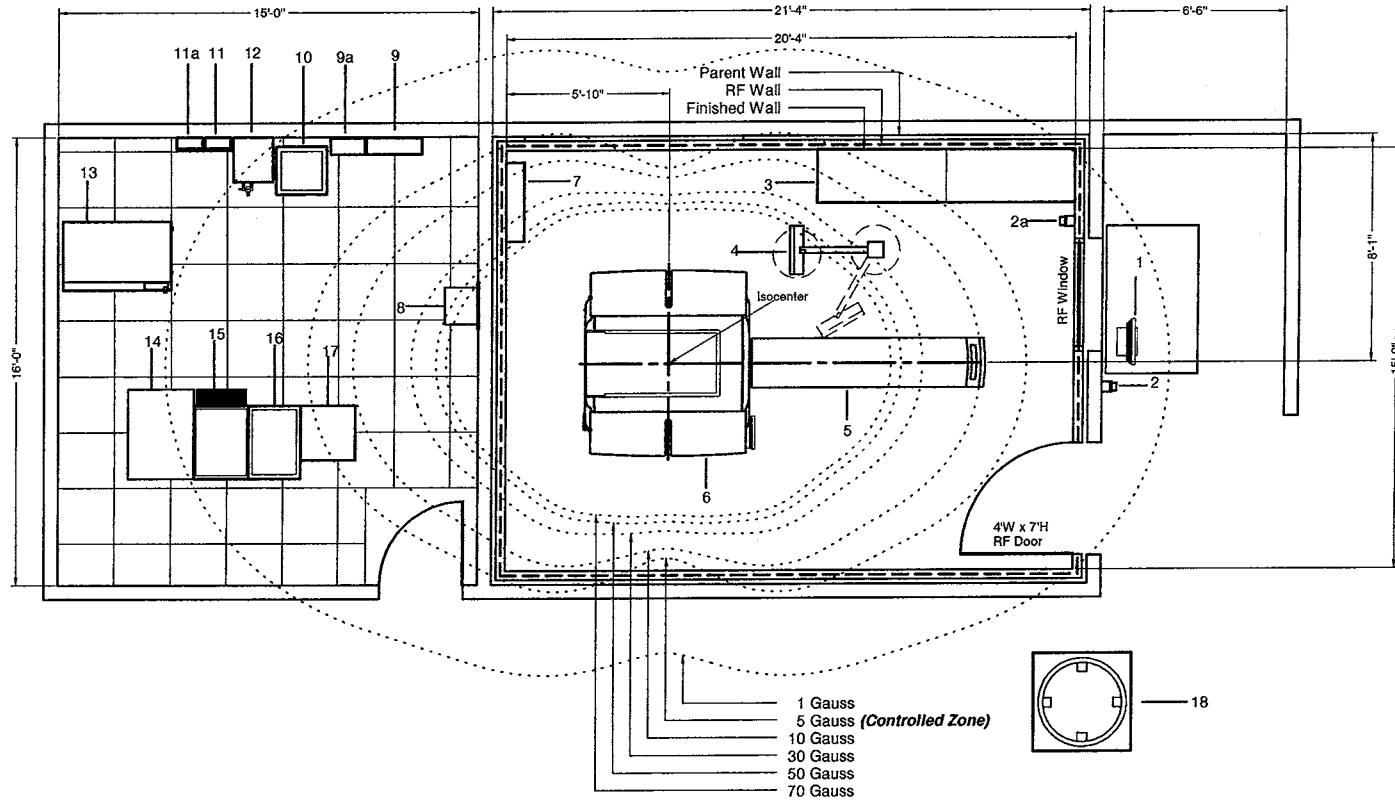 15'-0"
21'-4"
6'-6"
20'-4"
11a
11
12
10
9a
9
Parent Wall
RF Wall
Finished Wall
5'-10"
13
7
3
2a
4
8'-1"
1
Isocenter
RF Window
8
14
15
16
17
16'-0"
2
5
6
4'W x 7'H
RF Door
1 Gauss
5 Gauss (Controlled Zone)
10 Gauss
30 Gauss
50 Gauss
70 Gauss
18